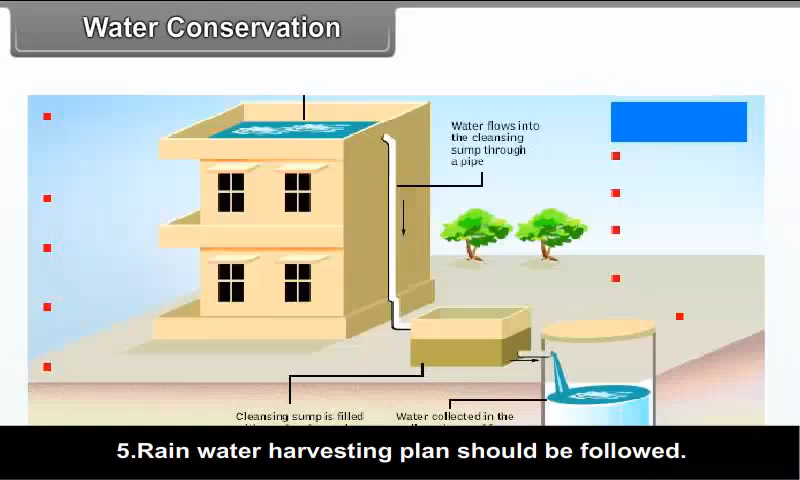 Water Conservation
Water flows into
the cleansing
sump through
a pipe
Cleansing sump is filled
Water collected in the
5.Rain water harvesting plan should be followed.